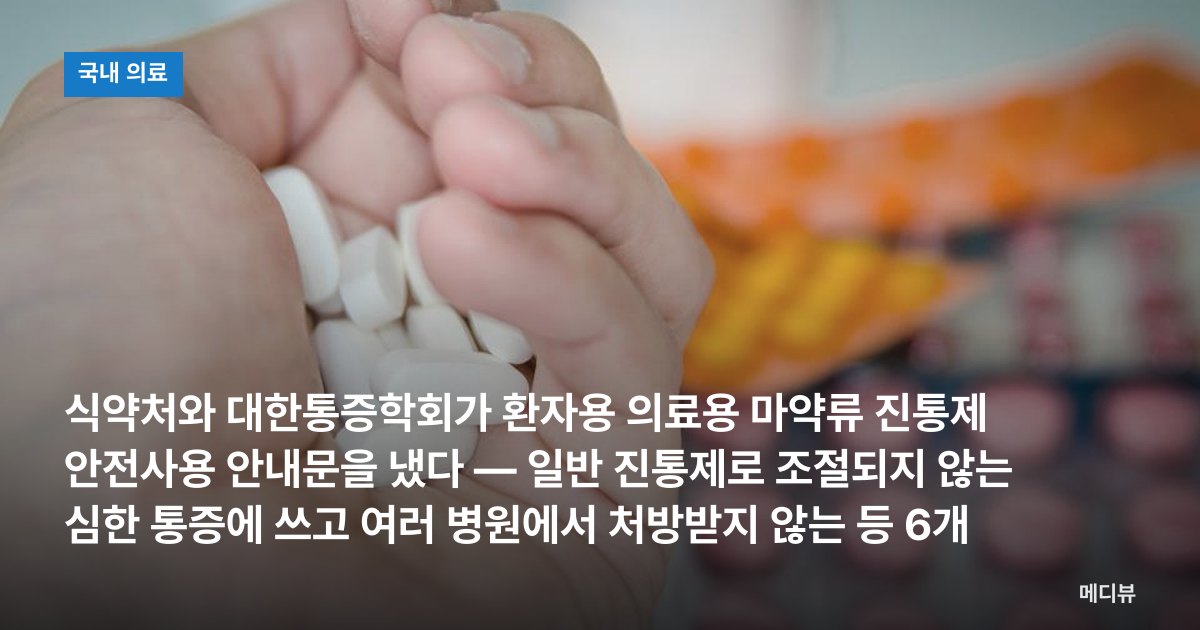 국내 의료
식약처와 대한통증학회가 환자용 의료용 마약류 진통제
안전사용 안내문을 냈다 — 일반 진통제로 조절되지 않는
심한 통증에 쓰고 여러 병원에서 처방받지 않는 등 6개
메디뷰